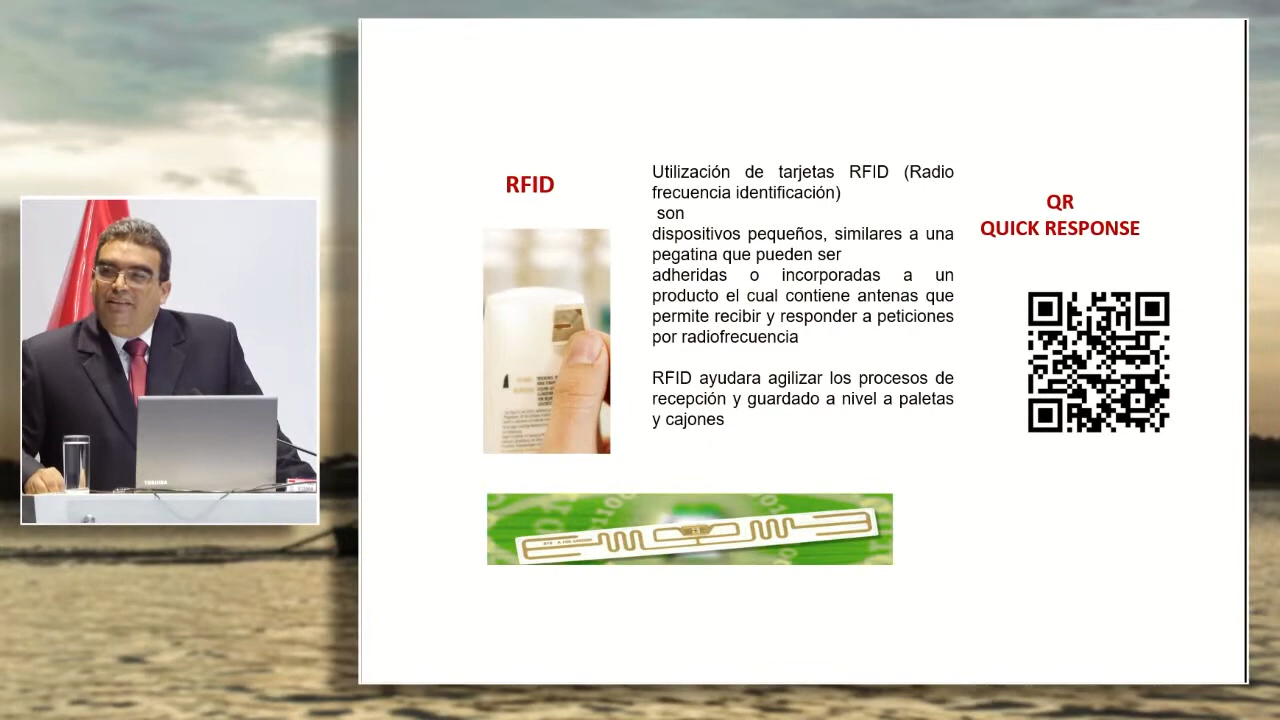 RFID
Utilización de tarjetas RFID (Radio
frecuencia identificación)
son
dispositivos pequeños, similares a una
pegatina que pueden ser
adheridas o incorporadas a un
producto el cual contiene antenas que
permite recibir y responder a peticiones
por radiofrecuencia
RFID ayudara agilizar los procesos de
recepción y guardado a nivel a paletas
y cajones
QR
QUICK RESPONSE
TOSHIBA